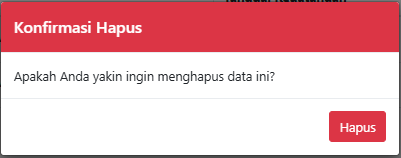 Konfirmasi Hapus
Apakah Anda yakin ingin menghapus data ini?
Hapus